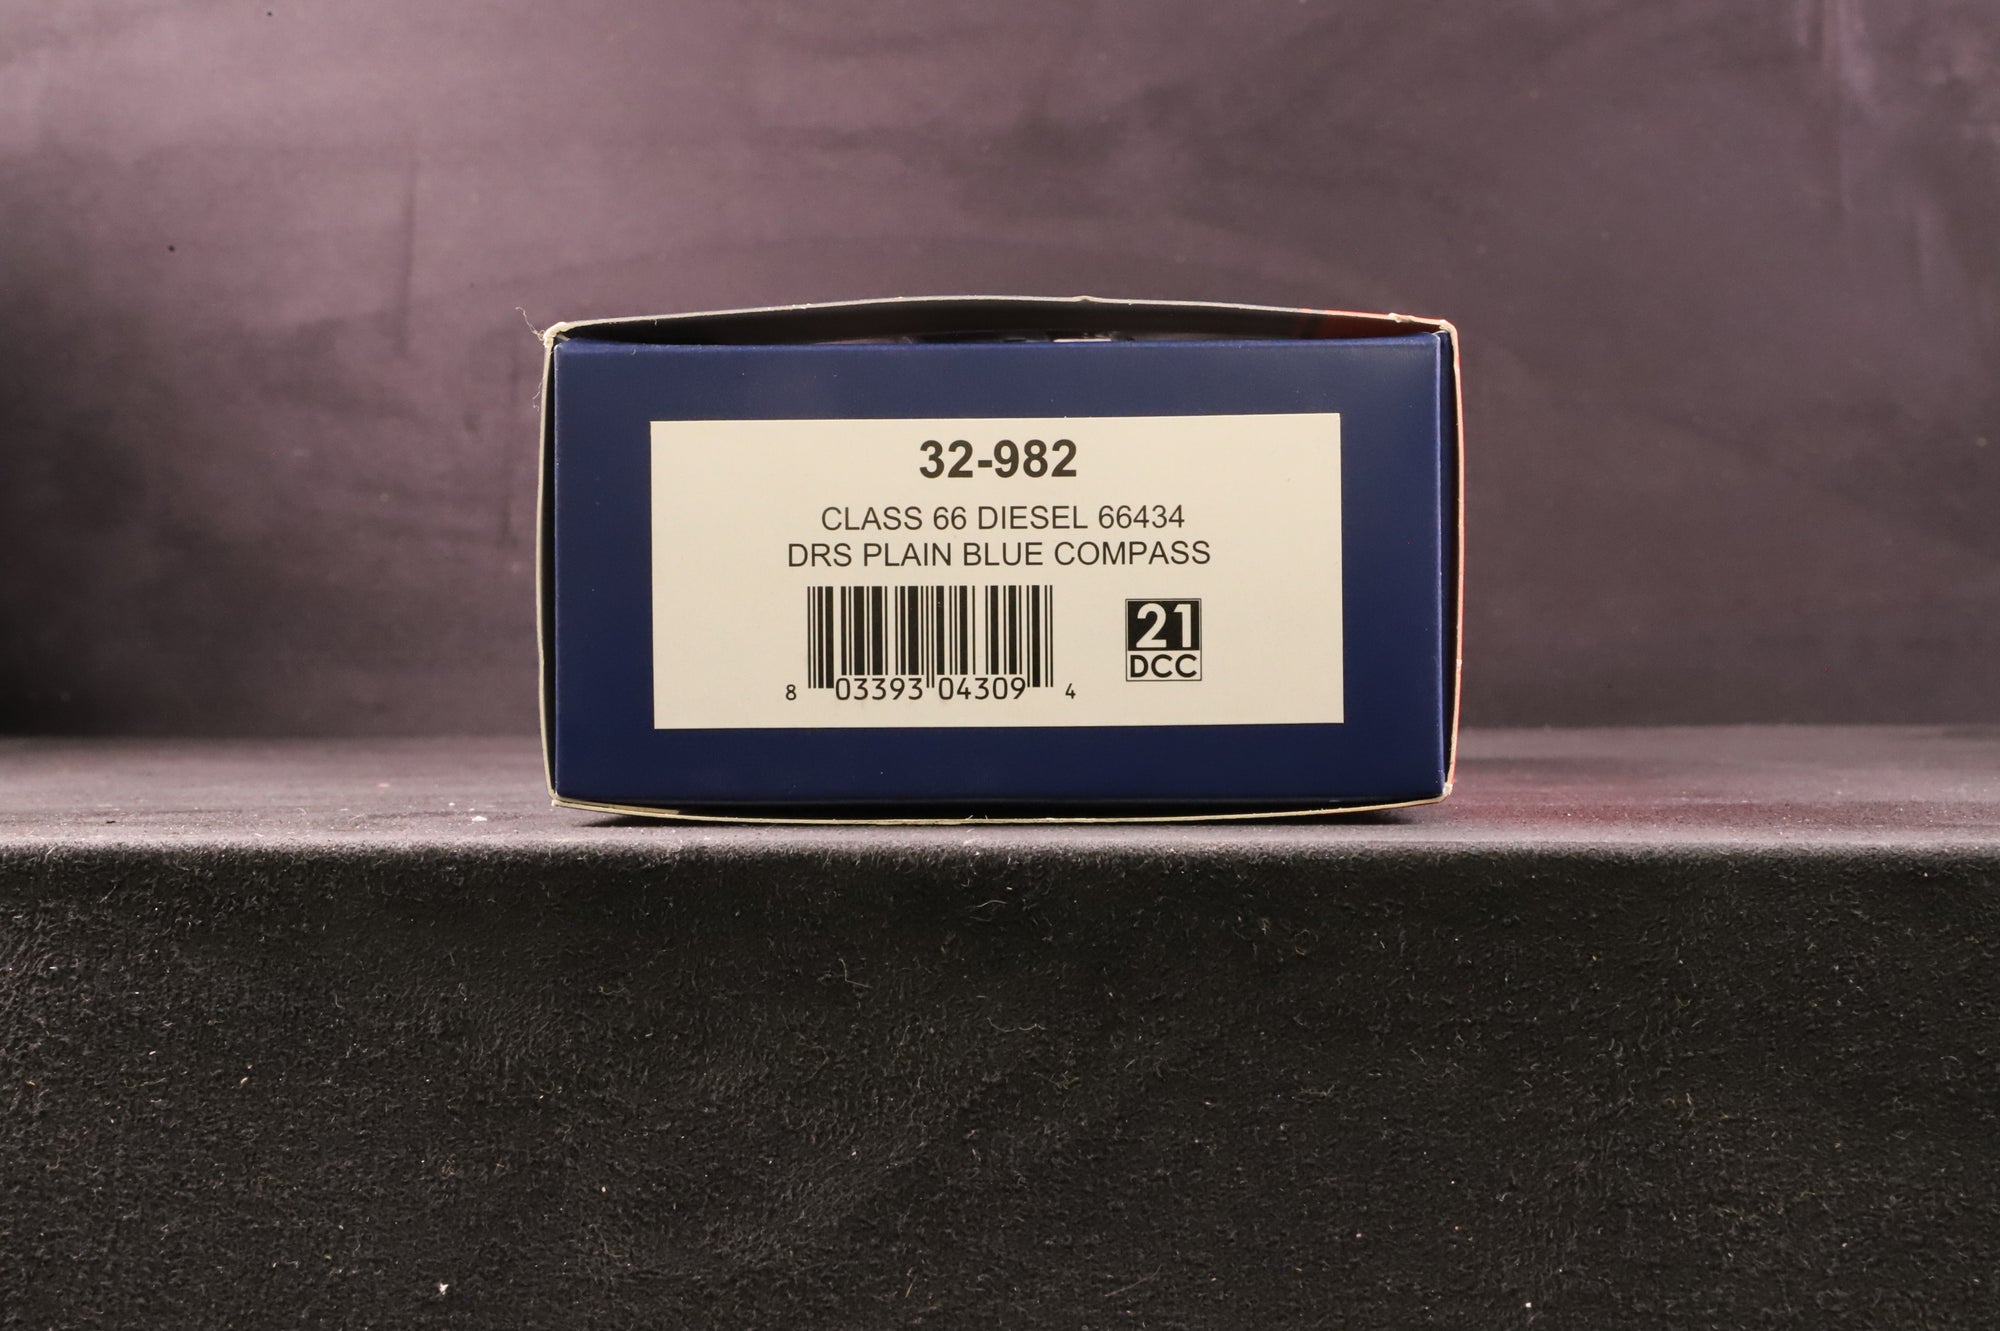 32-982
CLASS 66 DIESEL 66434
DRS PLAIN BLUE COMPASS
8 03393 04309 4
21
DCC